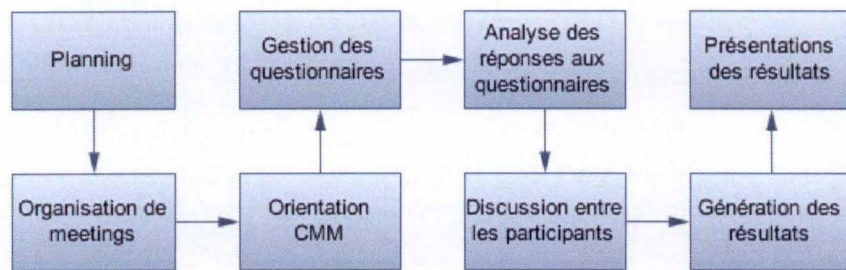 Planning
Gestion des
questionnaires
Analyse des
réponses aux
questionnaires
Présentations
des résultats
Organisation de
meetings
Orientation
CMM
Discussion entre
les participants
Génération des
résultats